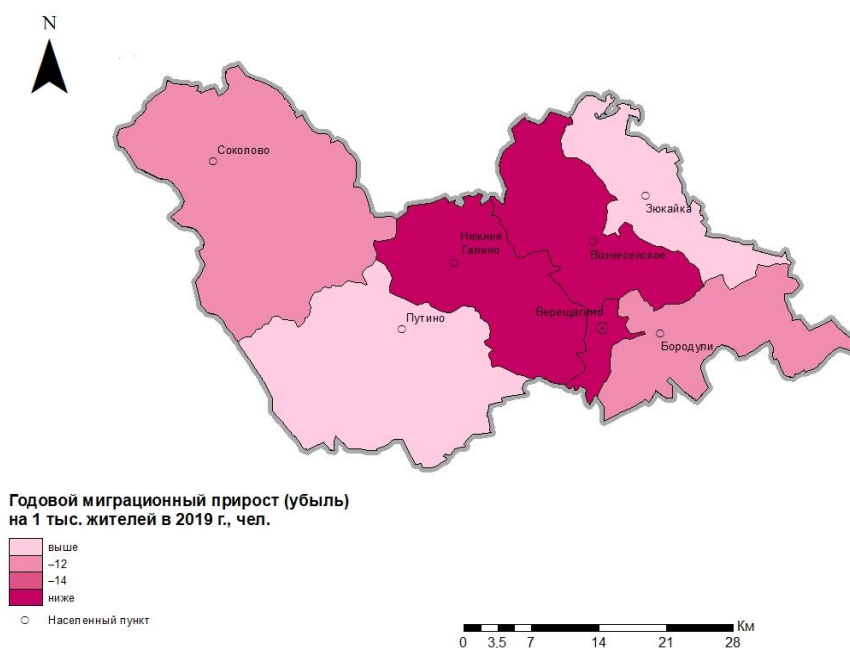 N
Соколово
Зюкайка
Нижнее
Галино
Вознесенское
Путино
Верещагино
Бородули
Годовой миграционный прирост (убыль)
на 1 тыс. жителей в 2019 г., чел.
выше
–12
–14
ниже
Населенный пункт
Км
0 3.5 7 14 21 28